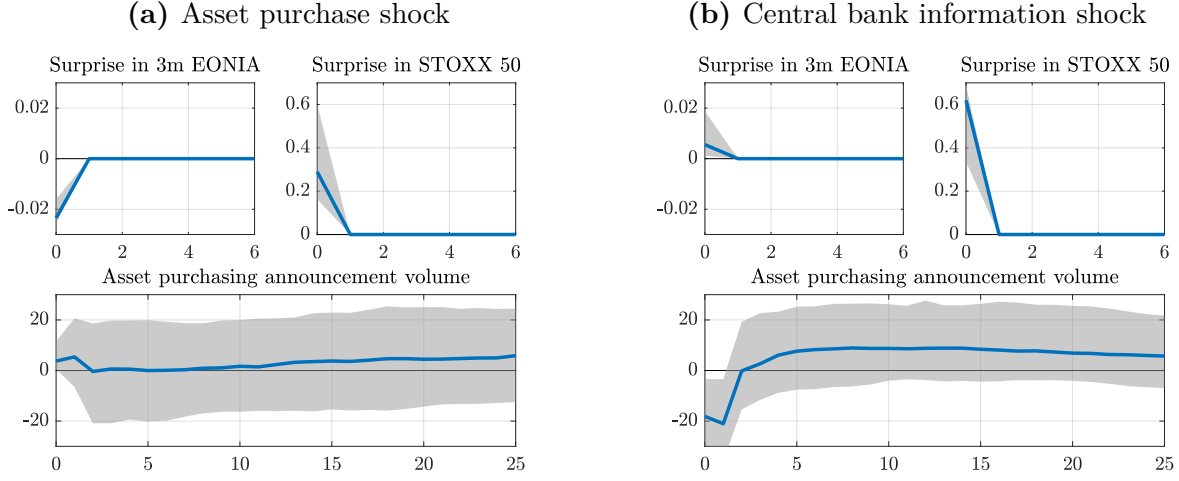 (a) Asset purchase shock
Surprise in 3m EONIA
0.02
0
-0.02
0 2 4 6
Surprise in STOXX 50
0.6
0.4
0.2
0
0 2 4 6
Asset purchasing announcement volume
20
0
-20
0 5 10 15 20 25
(b) Central bank information shock
Surprise in 3m EONIA
0.02
0
-0.02
0 2 4 6
Surprise in STOXX 50
0.6
0.4
0.2
0
0 2 4 6
Asset purchasing announcement volume
20
0
-20
0 5 10 15 20 25